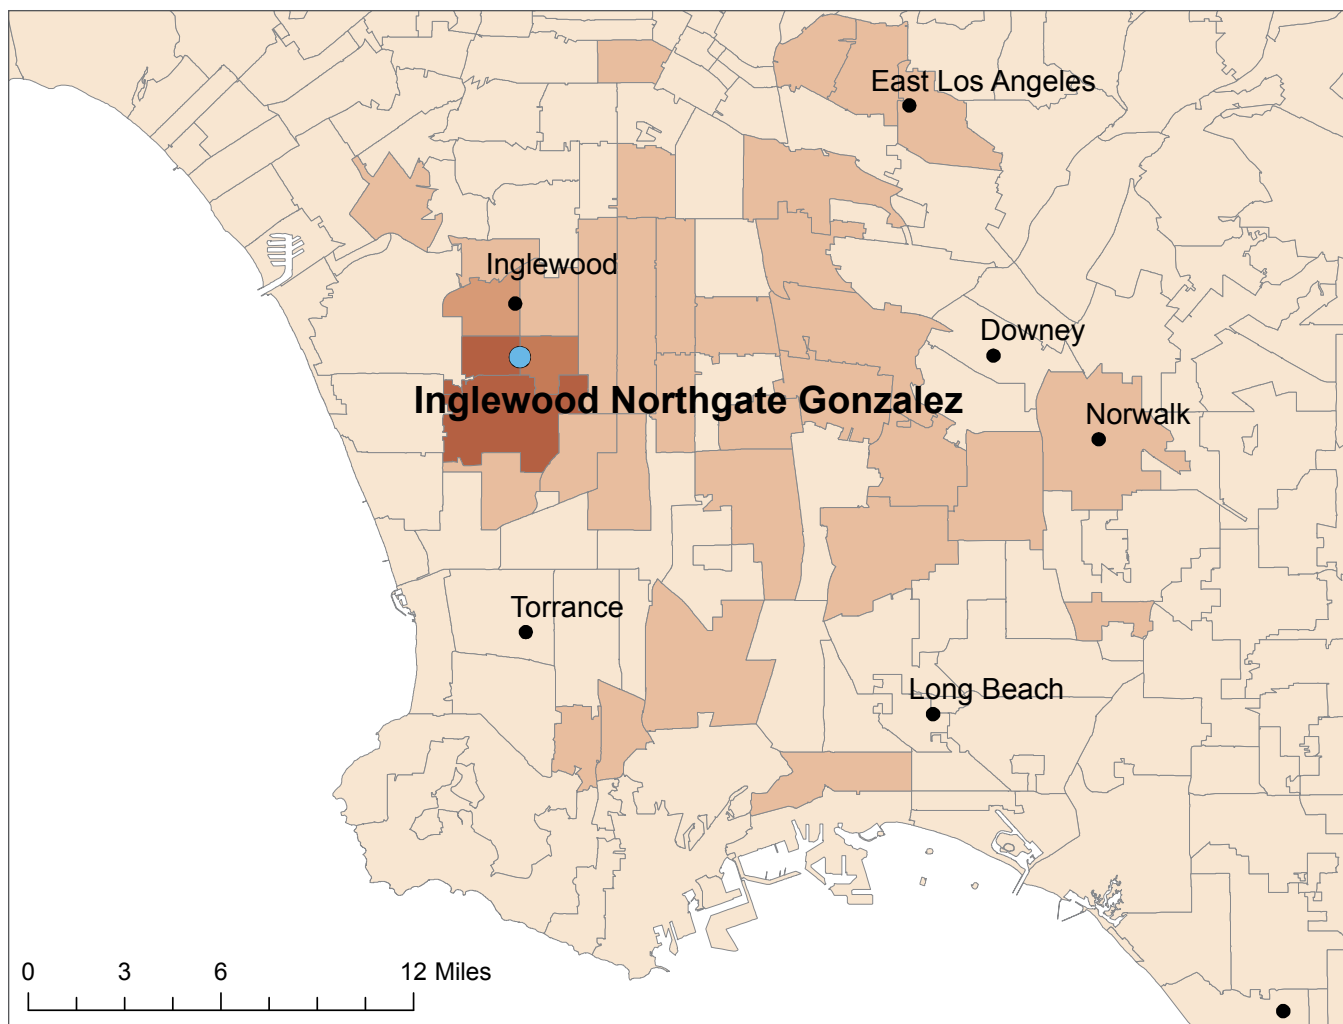 East Los Angeles
Inglewood
Downey
Inglewood Northgate Gonzalez
Norwalk
Torrance
Long Beach
0 3 6 12 Miles